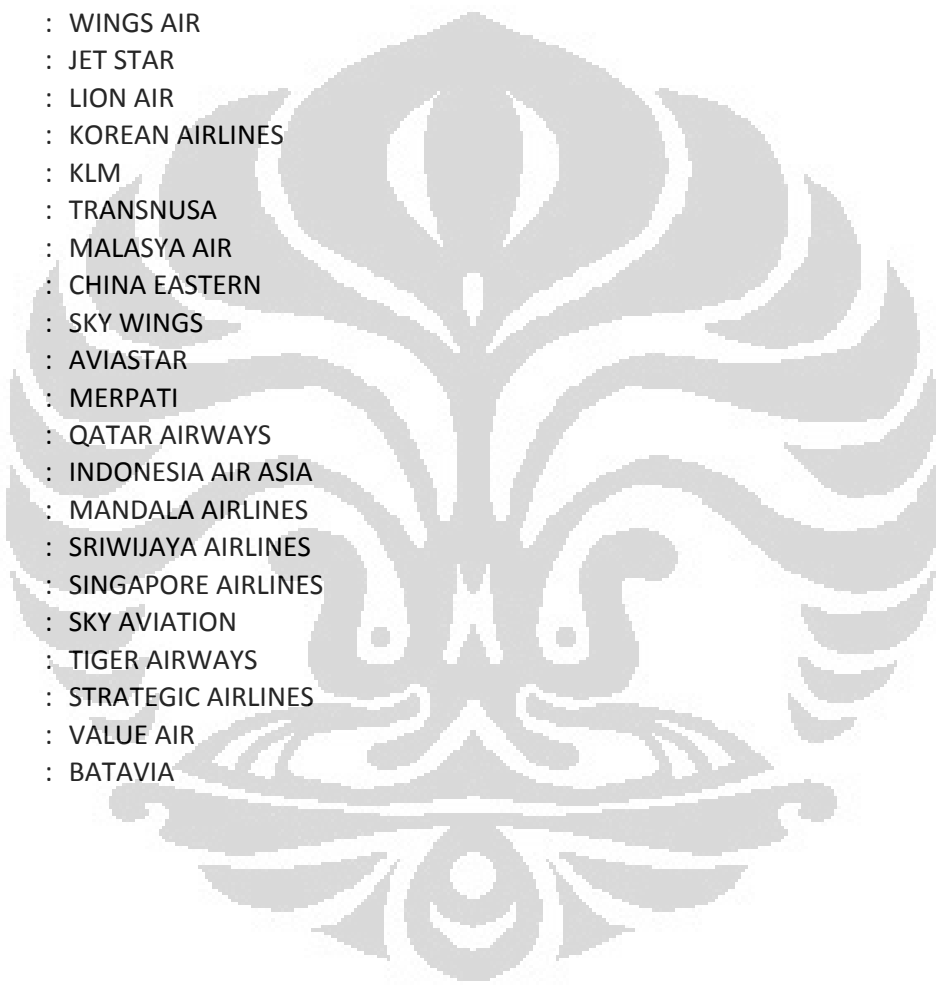 : WINGS AIR
: JET STAR
: LION AIR
: KOREAN AIRLINES
: KLM
: TRANSNUSA
: MALASYA AIR
: CHINA EASTERN
: SKY WINGS
: AVIASTAR
: MERPATI
: QATAR AIRWAYS
: INDONESIA AIR ASIA
: MANDALA AIRLINES
: SRIWIJAYA AIRLINES
: SINGAPORE AIRLINES
: SKY AVIATION
: TIGER AIRWAYS
: STRATEGIC AIRLINES
: VALUE AIR
: BATAVIA